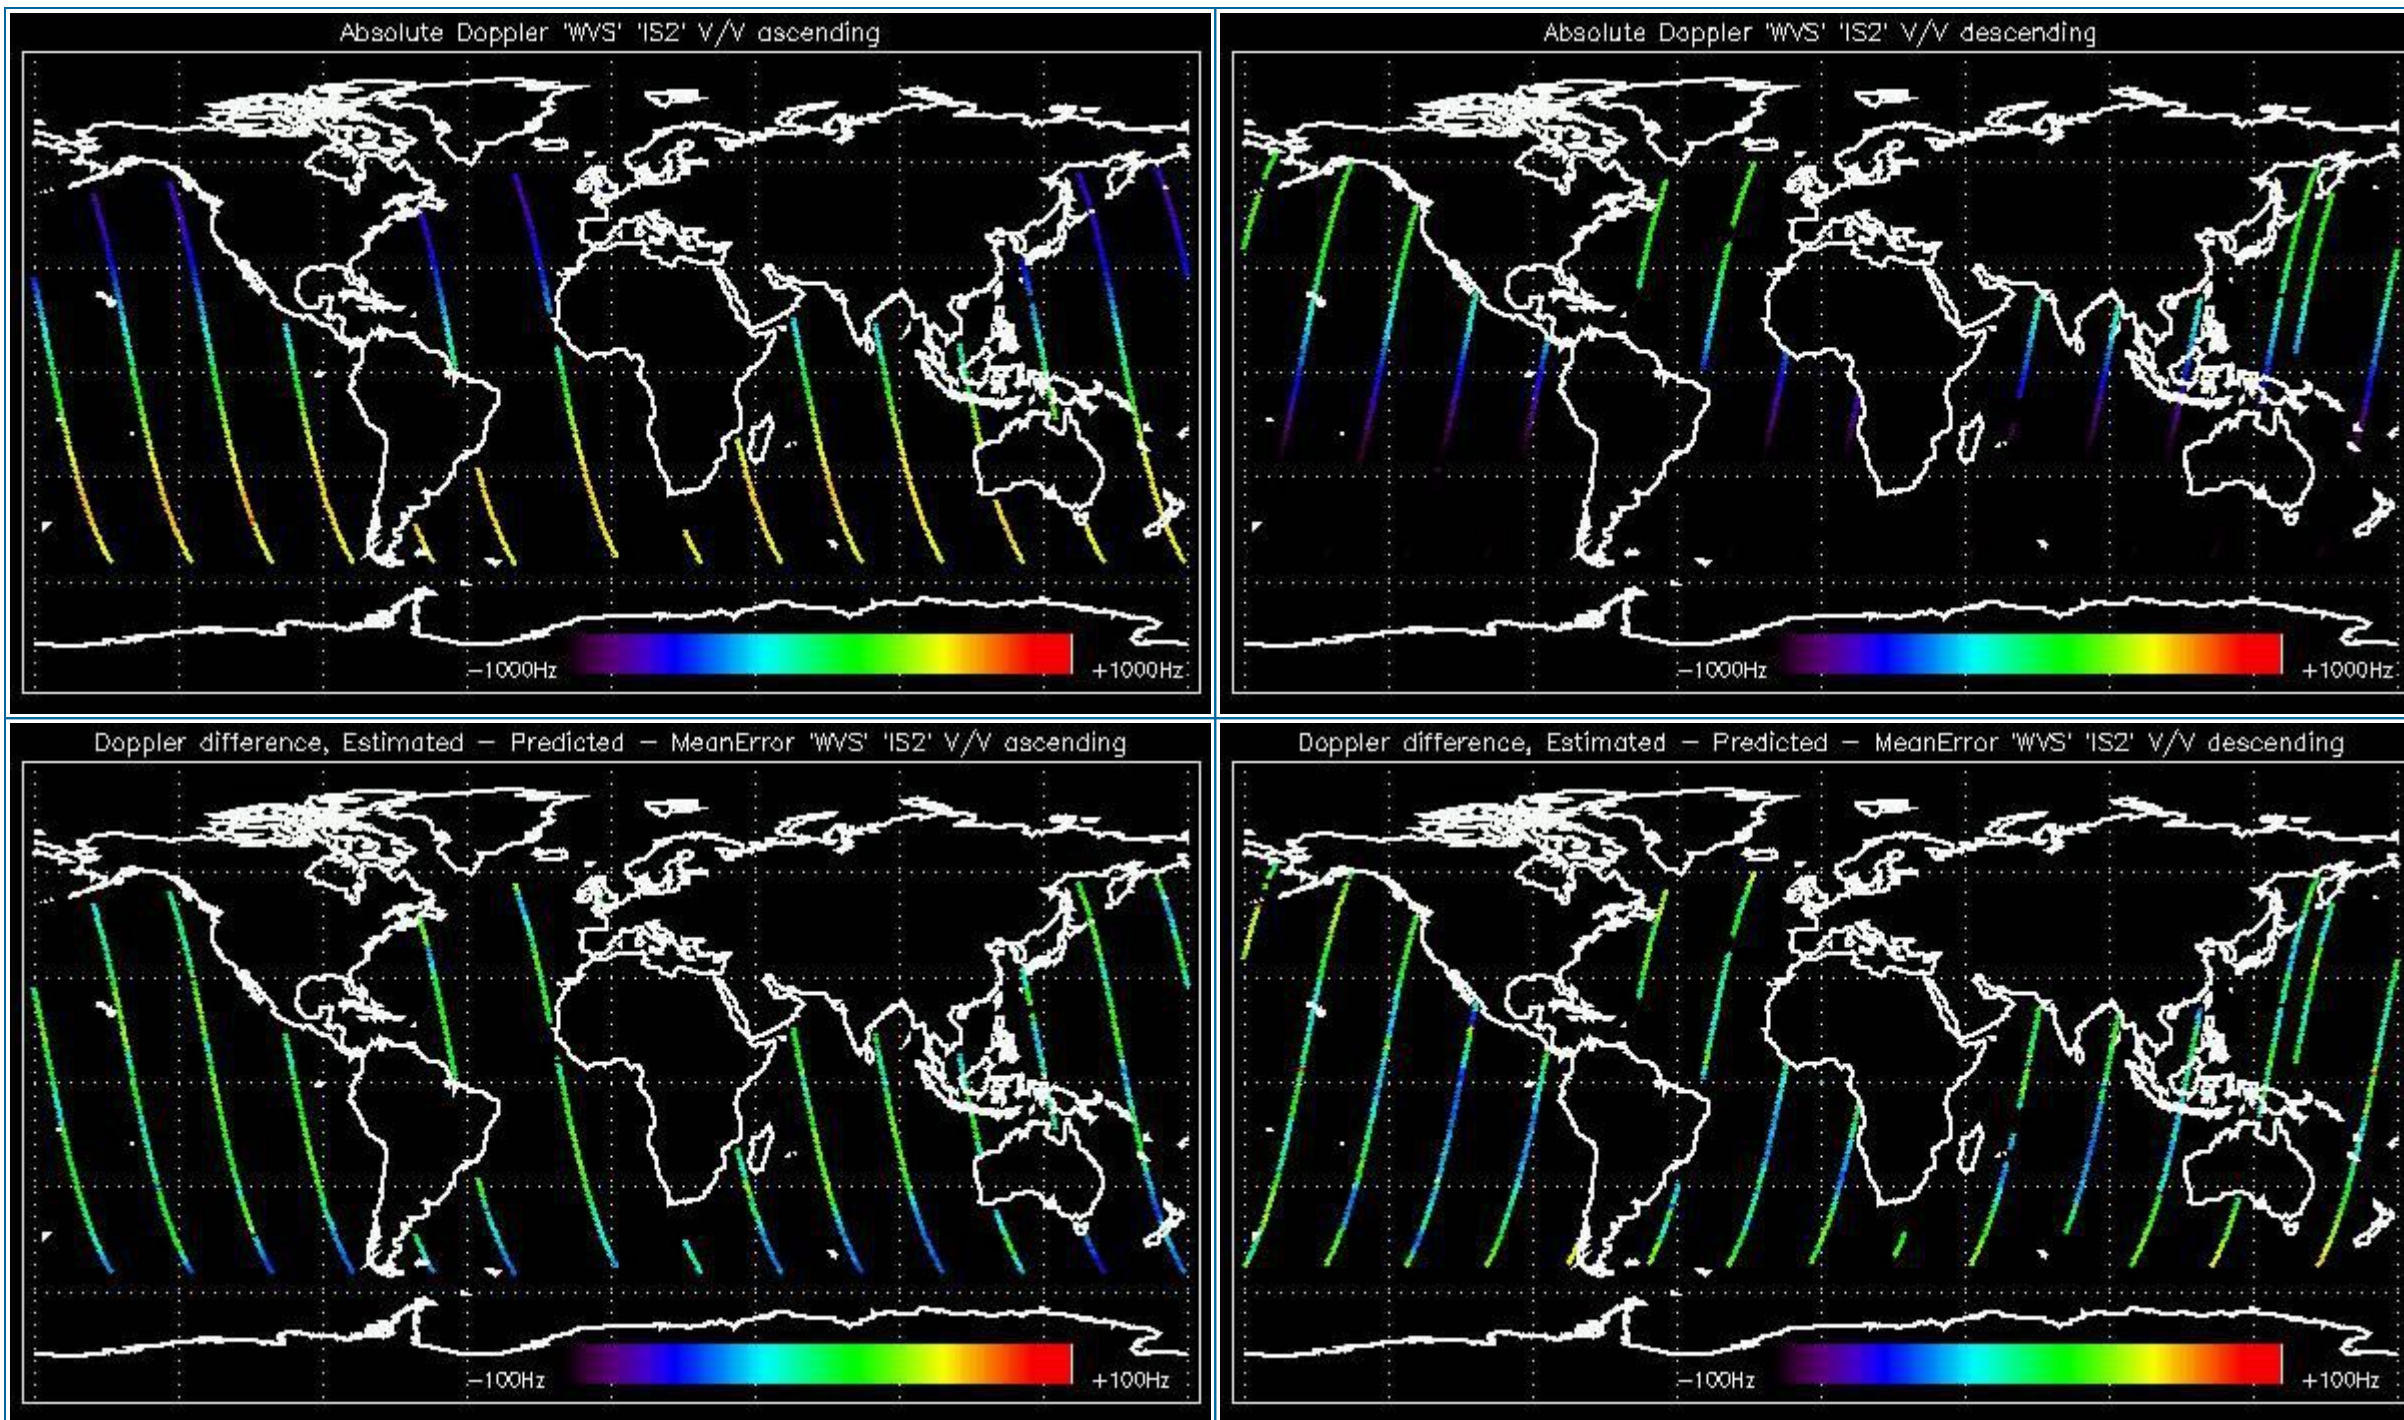 Absolute Doppler 'WVS' 'IS2' V/V ascending
−1000Hz
+1000Hz
Absolute Doppler 'WVS' 'IS2' V/V descending
−1000Hz
+1000Hz
Doppler difference, Estimated − Predicted − MeanError 'WVS' 'IS2' V/V ascending
−100Hz
+100Hz
Doppler difference, Estimated − Predicted − MeanError 'WVS' 'IS2' V/V descending
−100Hz
+100Hz